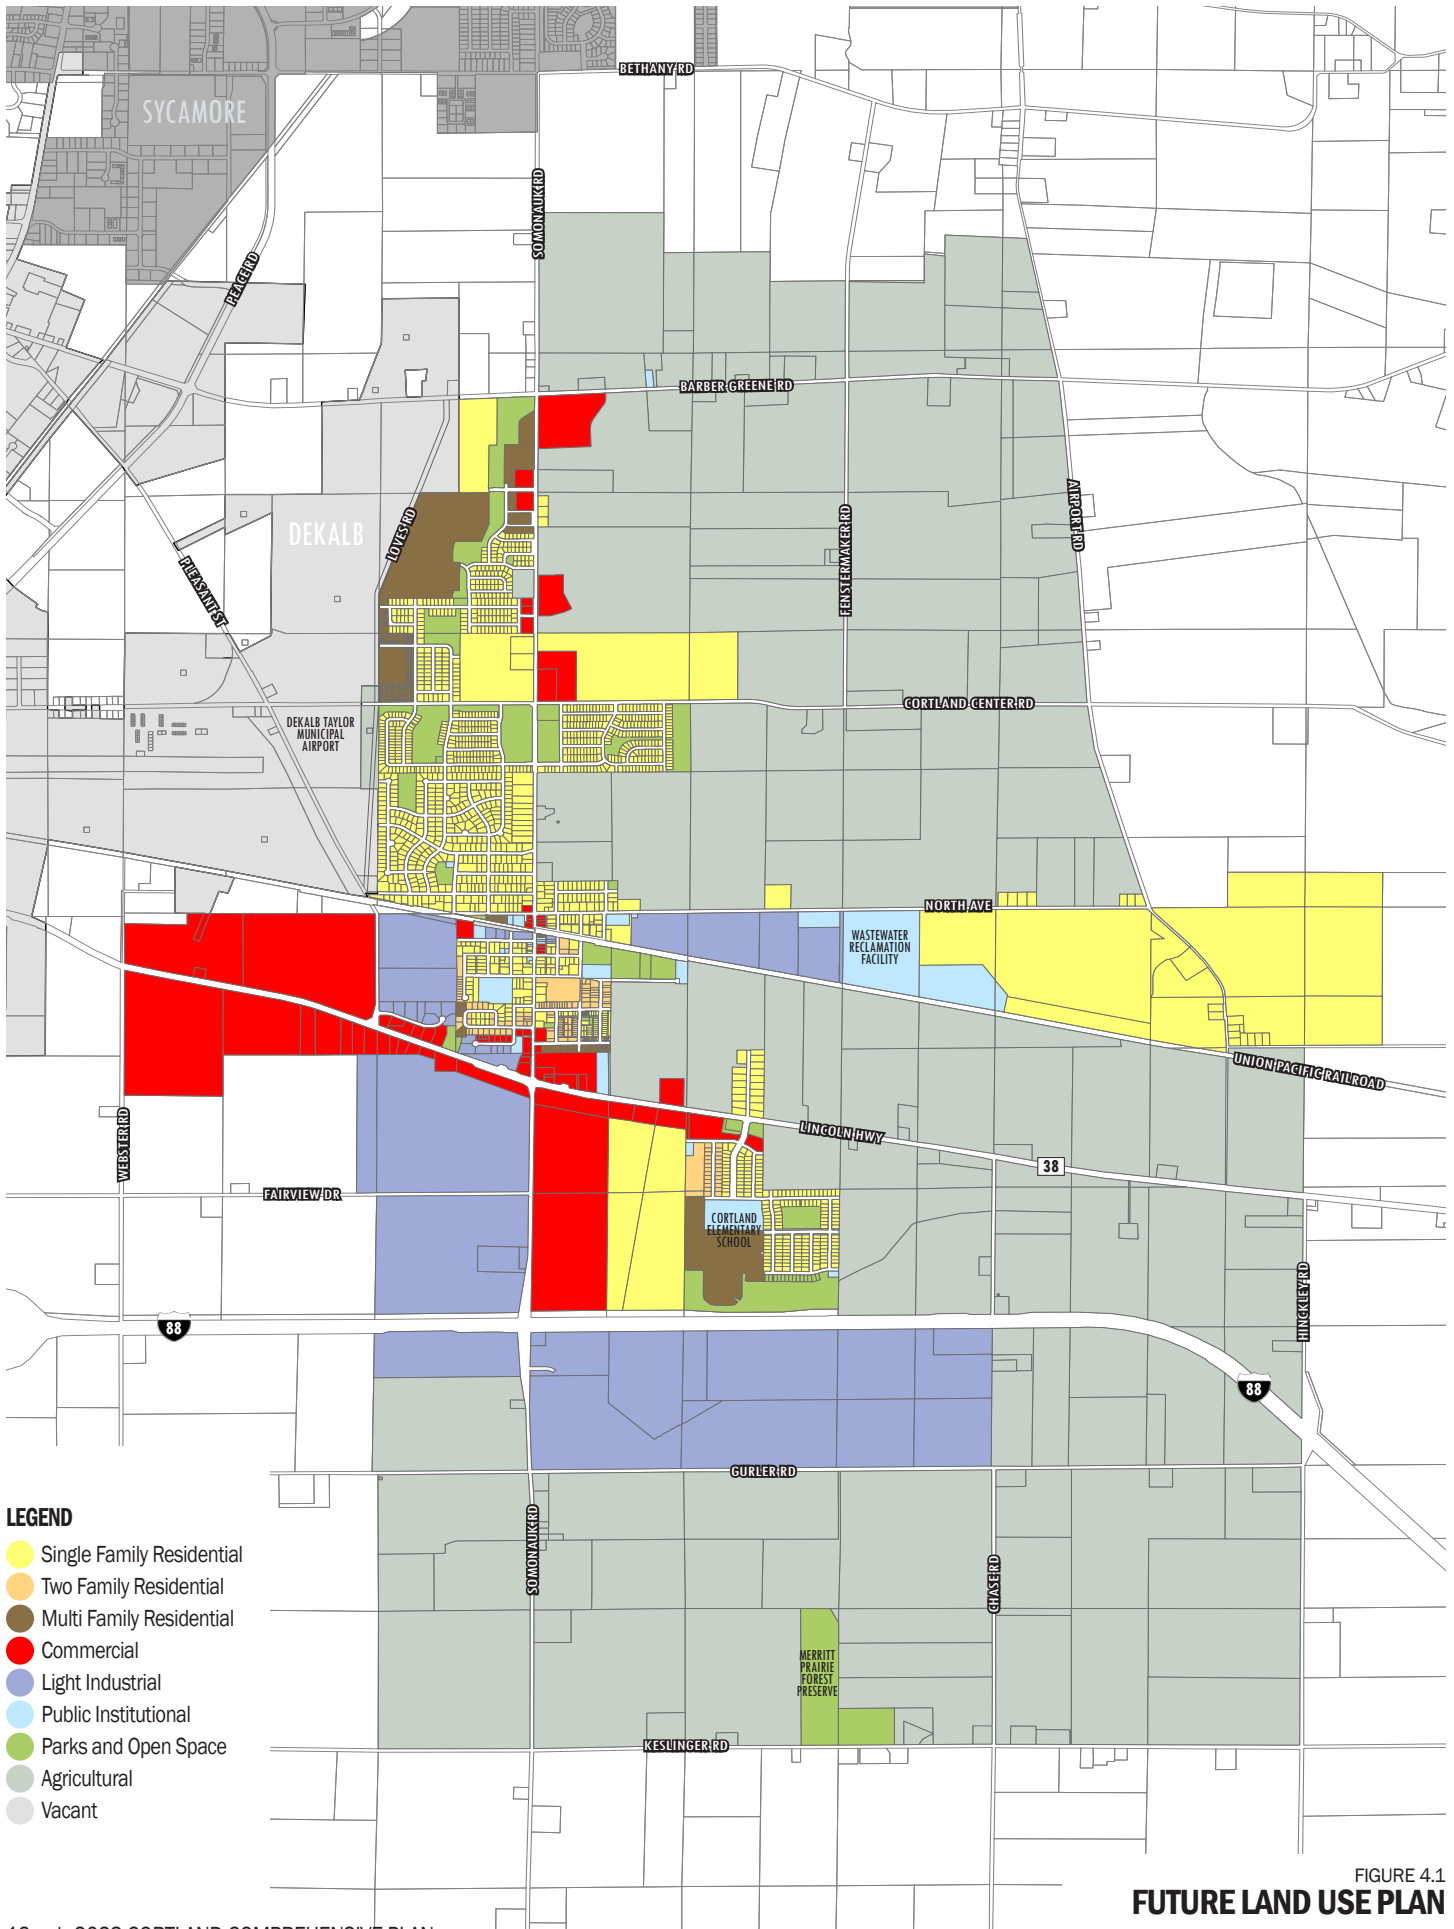 BETHANY RD
SYCAMORE
SOMONAUK RD
PEACE RD
BARBER GREENE RD
DEKALB
LOVES RD
FENSTERMAKER RD
AIRPORT RD
PLEASANT ST
CORTLAND CENTER RD
DEKALB TAYLOR
MUNICIPAL
AIRPORT
NORTH AVE
WASTEWATER
RECLAMATION
FACILITY
UNION PACIFIC RAILROAD
LINCOLN HWY
WEBSTER RD
38
FAIRVIEW DR
CORTLAND
ELEMENTARY
SCHOOL
HINCKLEY RD
88
88
GURLER RD
SOMONAUK RD
CHASE RD
MERRITT
PRAIRIE
FOREST
PRESERVE
KESLINGER RD
LEGEND
Single Family Residential
Two Family Residential
Multi Family Residential
Commercial
Light Industrial
Public Institutional
Parks and Open Space
Agricultural
Vacant
FIGURE 4.1
FUTURE LAND USE PLAN
CORTLAND COMPREHENSIVE PLAN